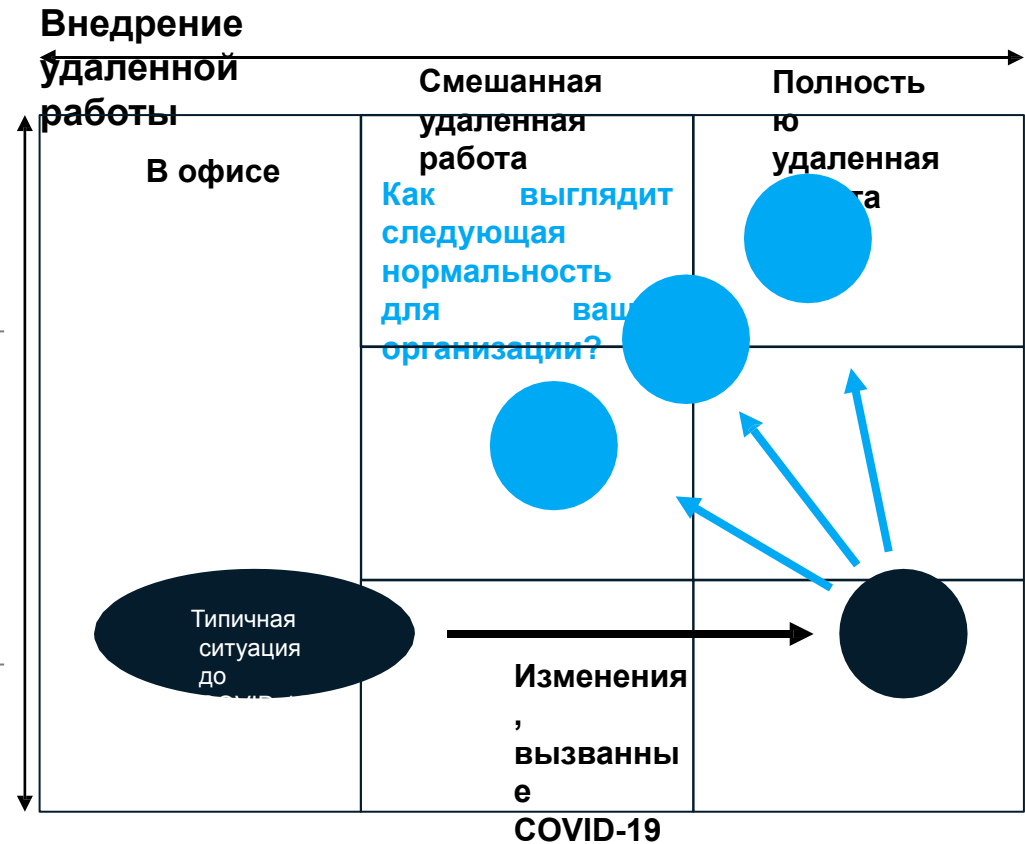 Внедрение
удаленной
работы
В офисе
Смешанная
удаленная
работа
Полность
ю
удаленная
Как выглядит
следующая
нормальность
для
организации?
Типичная
ситуация
до
Изменения
,
вызванны
е
COVID-19